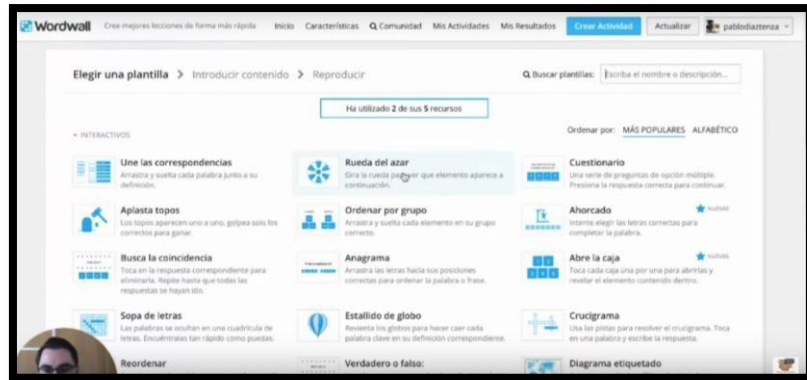 Wordwall Cree mejores lecciones de forma más rápida Inicio Características Comunidad Mis Actividades Mis Resultados Crear Actividad Actualizar pablodiaztenza
Elegir una plantilla > Introducir contenido > Reproducir Buscar plantillas: Escriba el nombre o descripción...
Ha utilizado 2 de sus 5 recursos
INTERACTIVOS Ordenar por: MÁS POPULARES ALFABÉTICO
Une las correspondencias
Arrastra y suelta cada palabra junto a su
definición.
Rueda del azar
Gira la rueda para ver que elemento aparece a
continuación.
Cuestionario
Una serie de preguntas de opción múltiple.
Presiona la respuesta correcta para continuar.
Aplasta topos
Los topos aparecen uno a uno, golpea solo los
correctos para ganar.
Ordenar por grupo
Arrastra y suelta cada elemento en su grupo
correcto.
Ahorcado
Intenta elegir las letras correctas para
completar la palabra.
Busca la coincidencia
Toca en la respuesta correspondiente para
eliminarla. Repite hasta que todas las
respuestas se hayan ido.
Anagrama
Arrastra las letras hacia sus posiciones
correctas para ordenar la palabra o frase.
Abre la caja
Toca cada caja una por una para abrirlas y
revelar el elemento contenido dentro.
Sopa de letras
Las palabras se ocultan en una cuadrícula de
letras. Encuéntralas tan rápido como puedas.
Estallido de globo
Revienta los globos para hacer caer cada
palabra clave en su definición correspondiente.
Crucigrama
Usa las pistas para resolver el crucigrama. Toca
en una palabra y escribe la respuesta.
Reordenar
Verdadero o falso:
Diagrama etiquetado